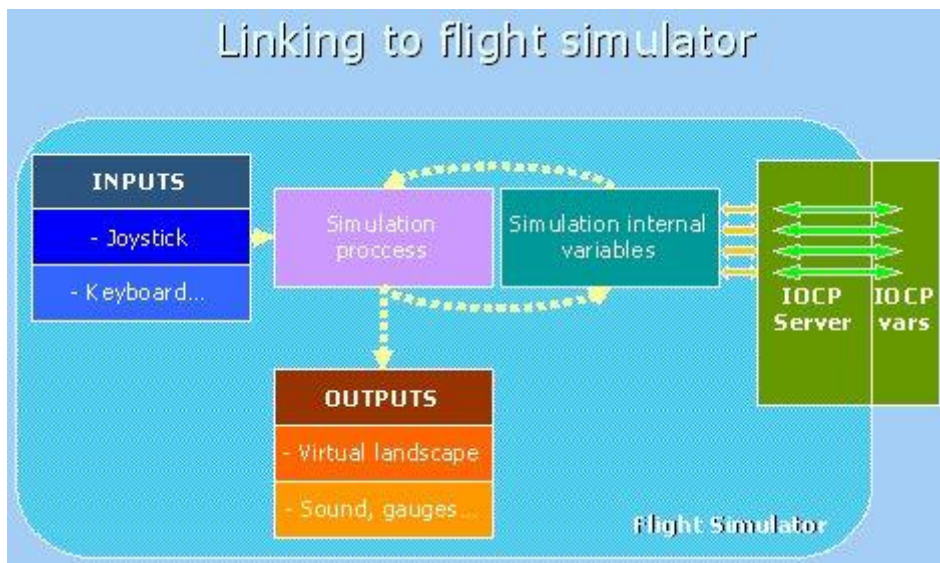 Linking to flight simulator
INPUTS
- Joystick
- Keyboard...
Simulation
proccess
Simulation internal
variables
IOCP
Server
IOCP
vars
OUTPUTS
- Virtual landscape
- Sound, gauges...
Flight Simulator